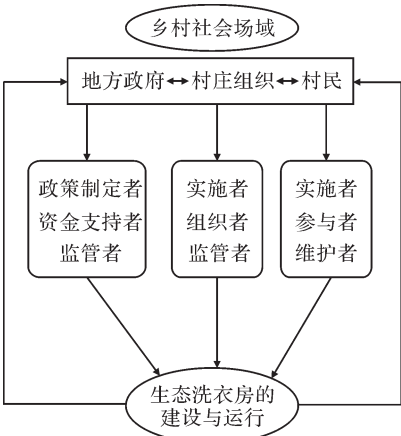 乡村社会场域
地方政府↔村庄组织↔村民
政策制定者
资金支持者
监管者
实施者
组织者
监管者
实施者
参与者
维护者
生态洗衣房的
建设与运行